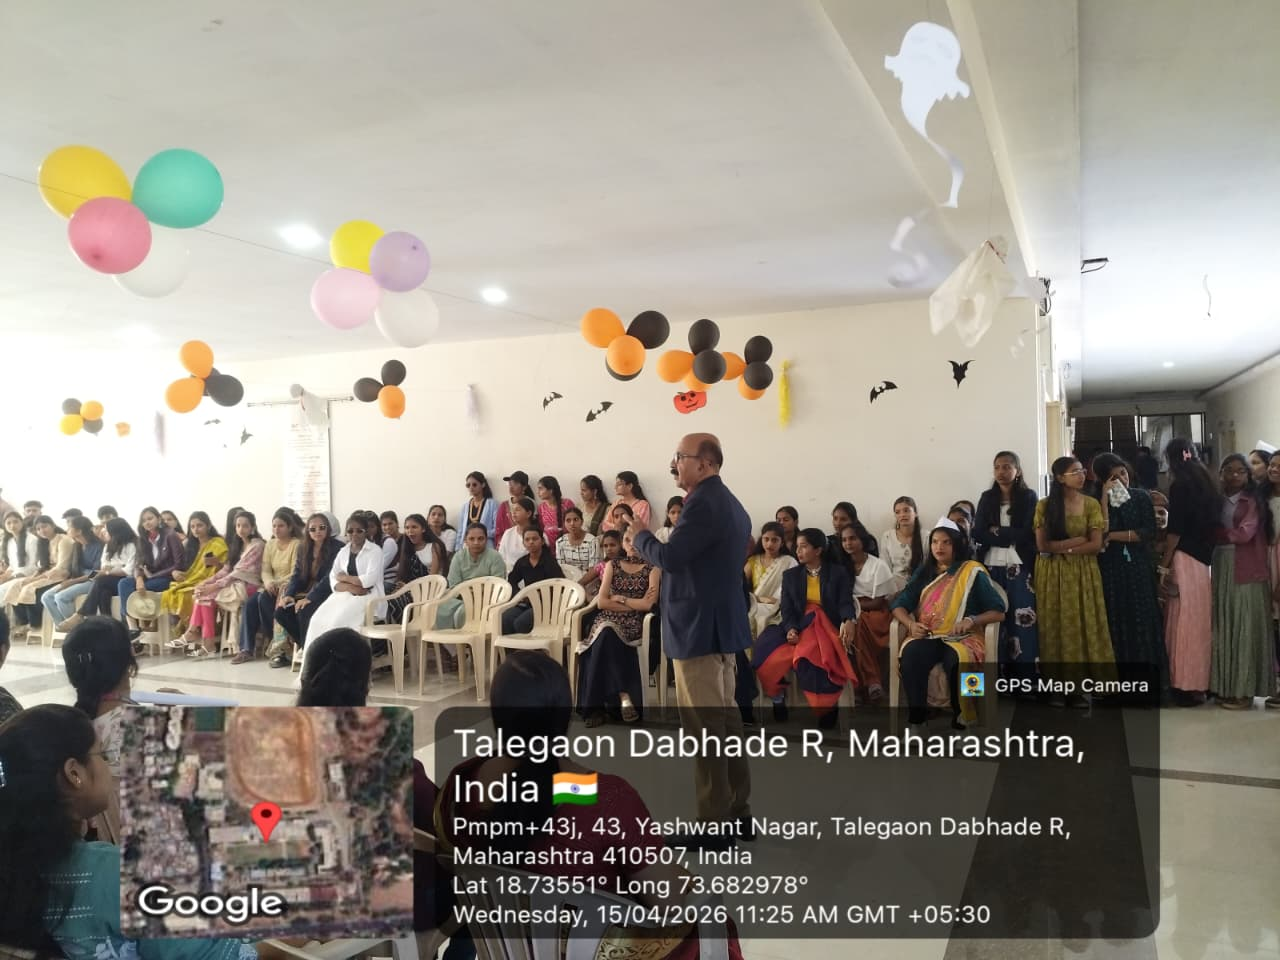 GPS Map Camera
Talegaon Dabhade R, Maharashtra,
India
Pmpm+43j, 43, Yashwant Nagar, Talegaon Dabhade R,
Maharashtra 410507, India
Lat 18.73551° Long 73.682978°
Wednesday, 15/04/2026 11:25 AM GMT +05:30
Google